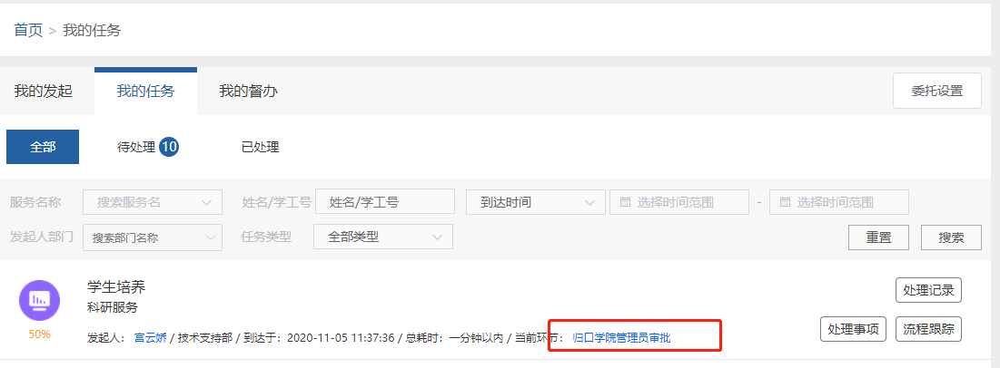 首页 > 我的任务
我的发起 我的任务 我的督办 委托设置
全部 待处理 10 已处理
服务名称 搜索服务名 姓名/学工号 姓名/学工号 到达时间 选择时间范围 - 选择时间范围
发起人部门 搜索部门名称 任务类型 全部类型 重置 搜索
学生培养
科研服务
处理记录
50%
发起人： 宫云娇 / 技术支持部 / 到达于：2020-11-05 11:37:36 / 总耗时：一分钟以内 / 当前环节： 归口学院管理员审批
处理事项 流程跟踪